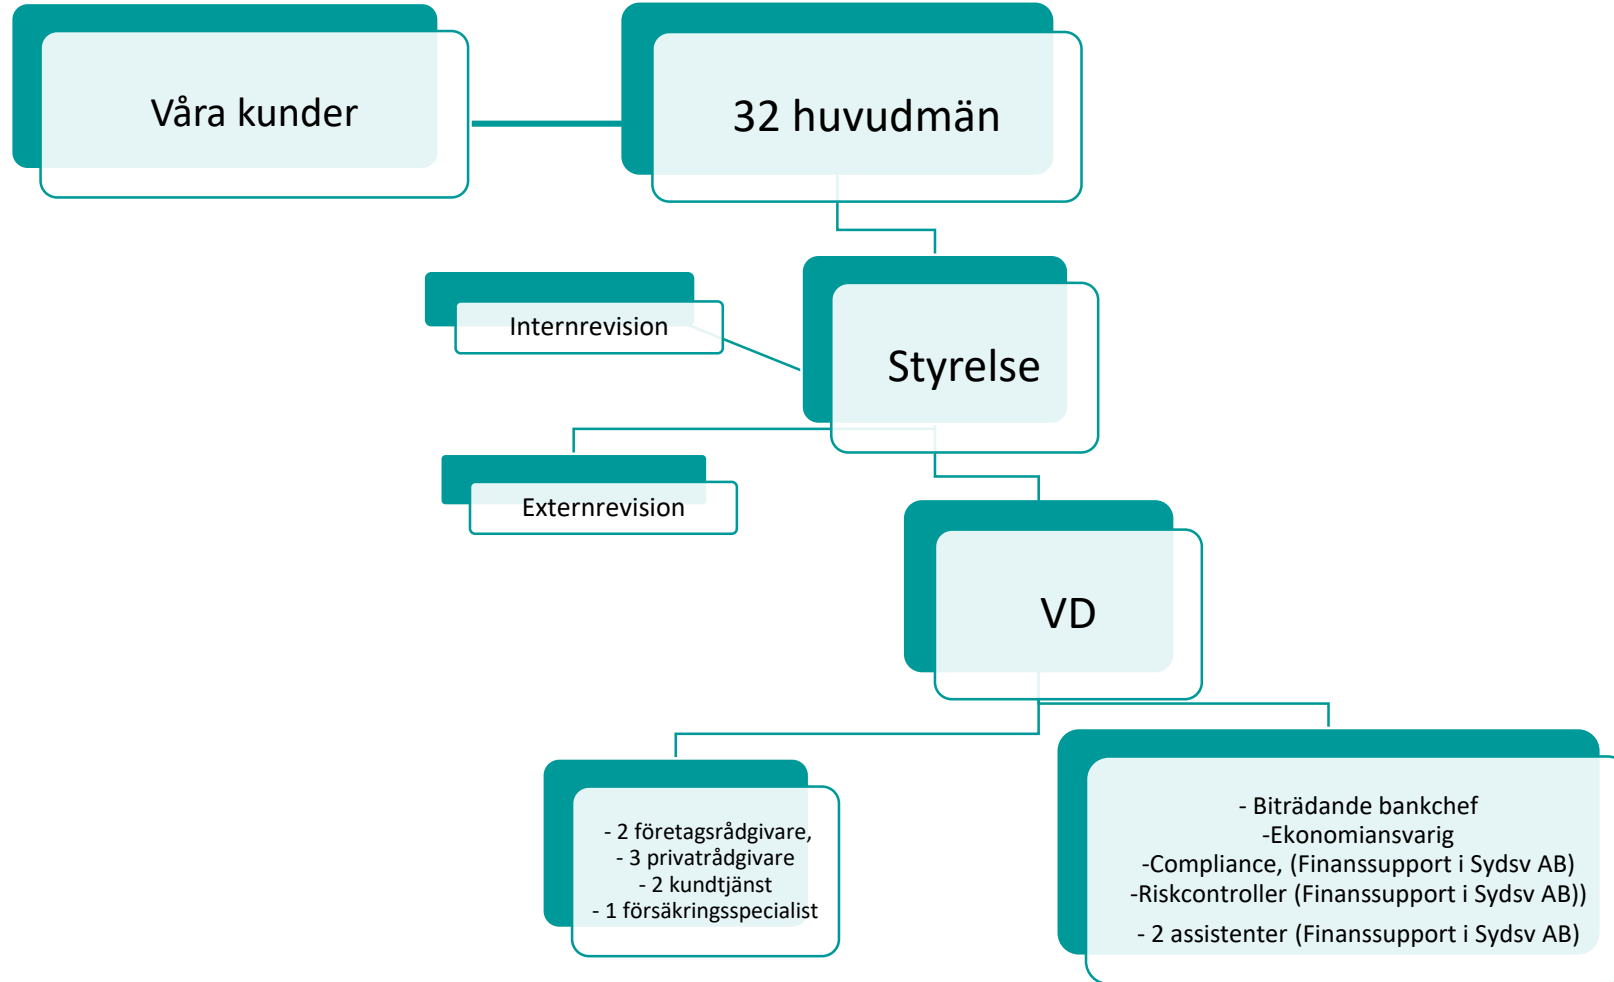 Våra kunder
32 huvudmän
Internrevision
Styrelse
Externrevision
VD
- 2 företagsrådgivare,
- 3 privatrådgivare
- 2 kundtjänst
- 1 försäkringsspecialist
- Biträdande bankchef
-Ekonomiansvarig
-Compliance, (Finanssupport i Sydsv AB)
-Riskcontroller (Finanssupport i Sydsv AB))
- 2 assistenter (Finanssupport i Sydsv AB)